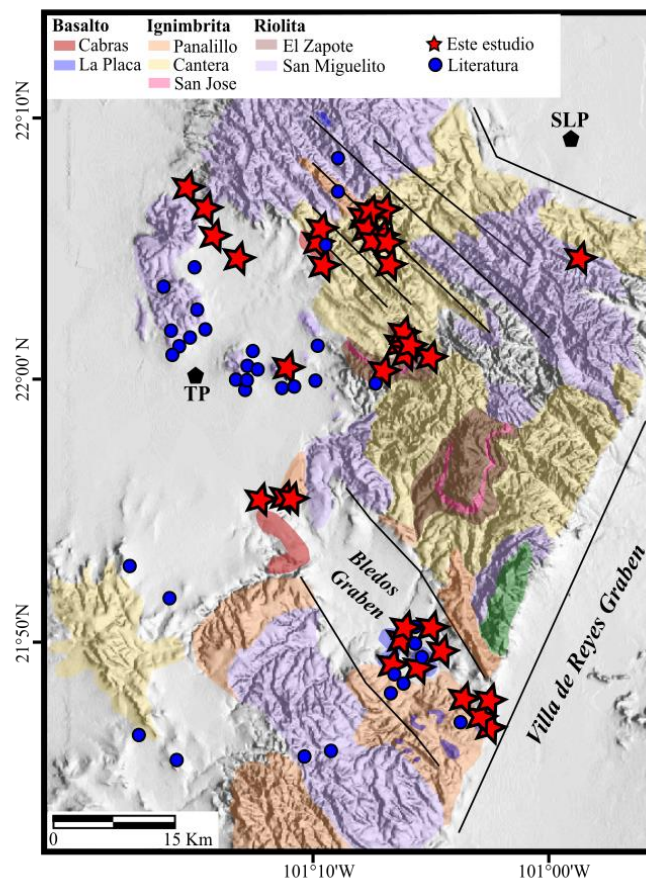 Basalto Ignimbrita Riolita
Cabras Panalillo El Zapote Este estudio
La Placa Cantera San Miguelito Literatura
San Jose
22°10'
SLP
22°00' N
TP
Bledos
Graben
21°50'N
Villa de Reyes Graben
0 15 Km
101°10'W 101°00'W